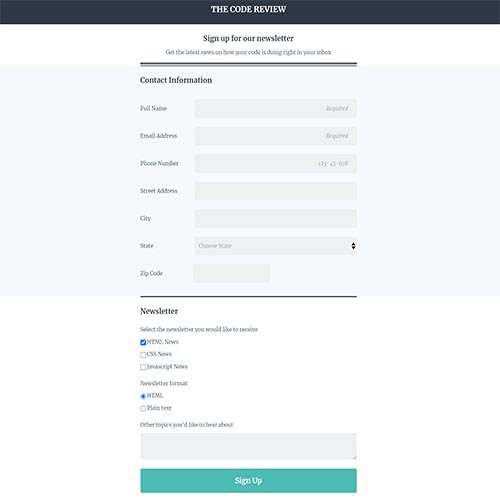 THE CODE REVIEW
Sign up for our newsletter
Get the latest news on how your code is doing right in your inbox
Contact Information
Full Name
Required
Email Address
Required
Phone Number
123-45-678
Street Address
City
State
Choose State
Zip Code
Newsletter
Select the newsletter you would like to receive
HTML News
CSS News
Javascript News
Newsletter format
HTML
Plain text
Other topics you'd like to hear about
Sign Up